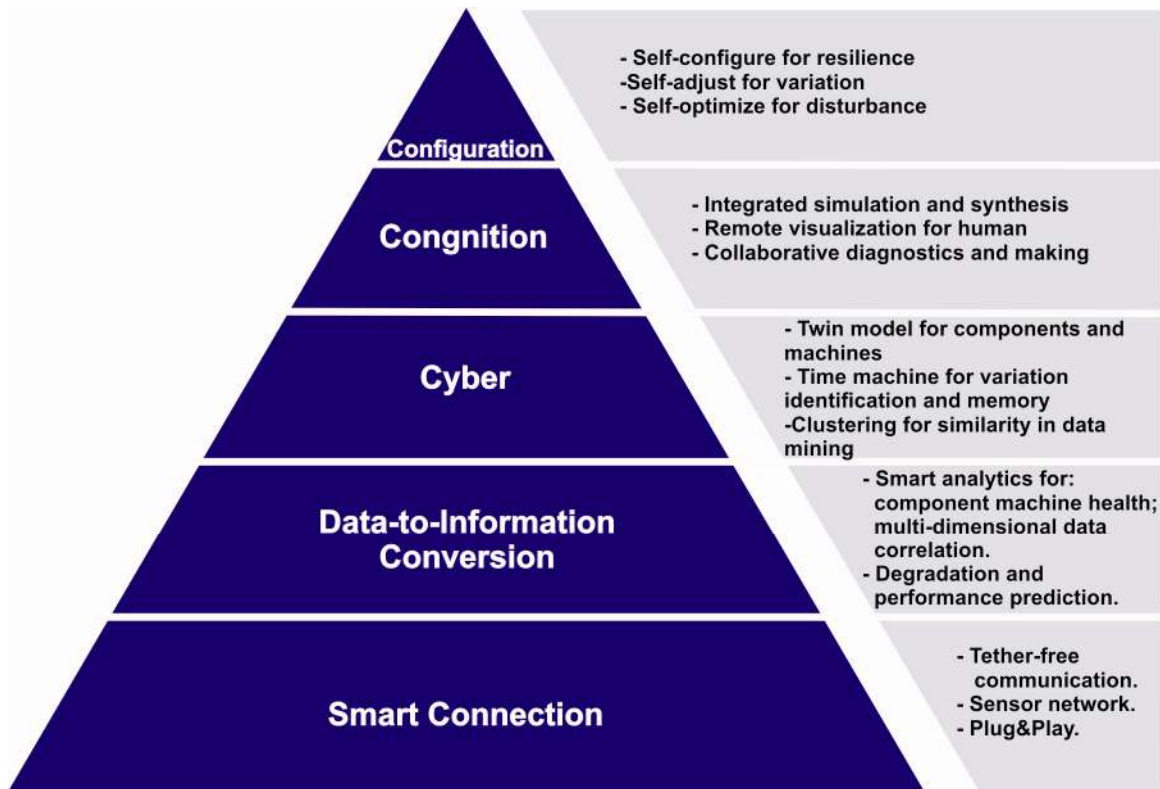 - Self-configure for resilience
-Self-adjust for variation
- Self-optimize for disturbance
Configuration
- Integrated simulation and synthesis
- Remote visualization for human
- Collaborative diagnostics and making
Congnition
- Twin model for components and
machines
- Time machine for variation
identification and memory
-Clustering for similarity in data
mining
Cyber
- Smart analytics for:
component machine health;
multi-dimensional data
correlation.
- Degradation and
performance prediction.
Data-to-Information
Conversion
- Tether-free
communication.
- Sensor network.
- Plug&Play.
Smart Connection